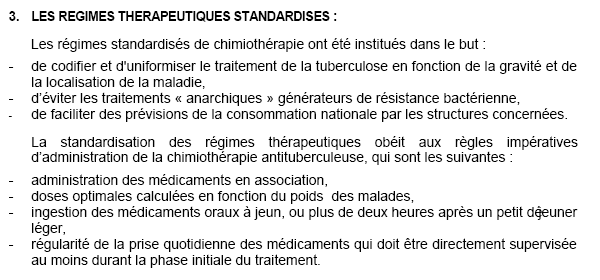 3. LES REGIMES THERAPEUTIQUES STANDARDISES :
Les régimes standardisés de chimiothérapie ont été institués dans le but :
- de codifier et d'uniformiser le traitement de la tuberculose en fonction de la gravité et de
la localisation de la maladie,
- d'éviter les traitements « anarchiques » générateurs de résistance bactérienne,
- de faciliter des prévisions de la consommation nationale par les structures concernées.
La standardisation des régimes thérapeutiques obéit aux règles impératives
d'administration de la chimiothérapie antituberculeuse, qui sont les suivantes :
- administration des médicaments en association,
- doses optimales calculées en fonction du poids des malades,
- ingestion des médicaments oraux à jeun, ou plus de deux heures après un petit déjeuner
léger,
- régularité de la prise quotidienne des médicaments qui doit être directement supervisée
au moins durant la phase initiale du traitement.